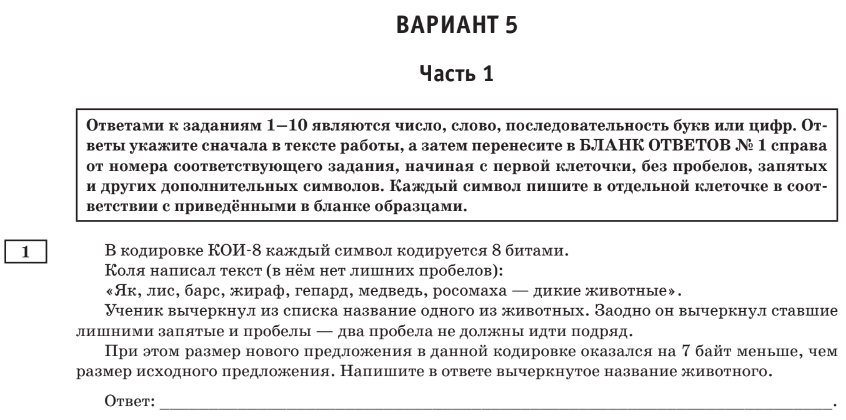 ВАРИАНТ 5
Часть 1
Ответами к заданиям 1–10 являются число, слово, последовательность букв или цифр. От-
веты укажите сначала в тексте работы, а затем перенесите в БЛАНК ОТВЕТОВ № 1 справа
от номера соответствующего задания, начиная с первой клеточки, без пробелов, запятых
и других дополнительных символов. Каждый символ пишите в отдельной клеточке в соот-
ветствии с приведёнными в бланке образцами.
1 В кодировке КОИ-8 каждый символ кодируется 8 битами.
Коля написал текст (в нём нет лишних пробелов):
«Як, лис, барс, жираф, гепард, медведь, росомаха — дикие животные».
Ученик вычеркнул из списка название одного из животных. Заодно он вычеркнул ставшие
лишними запятые и пробелы — два пробела не должны идти подряд.
При этом размер нового предложения в данной кодировке оказался на 7 байт меньше, чем
размер исходного предложения. Напишите в ответе вычеркнутое название животного.
Ответ: .